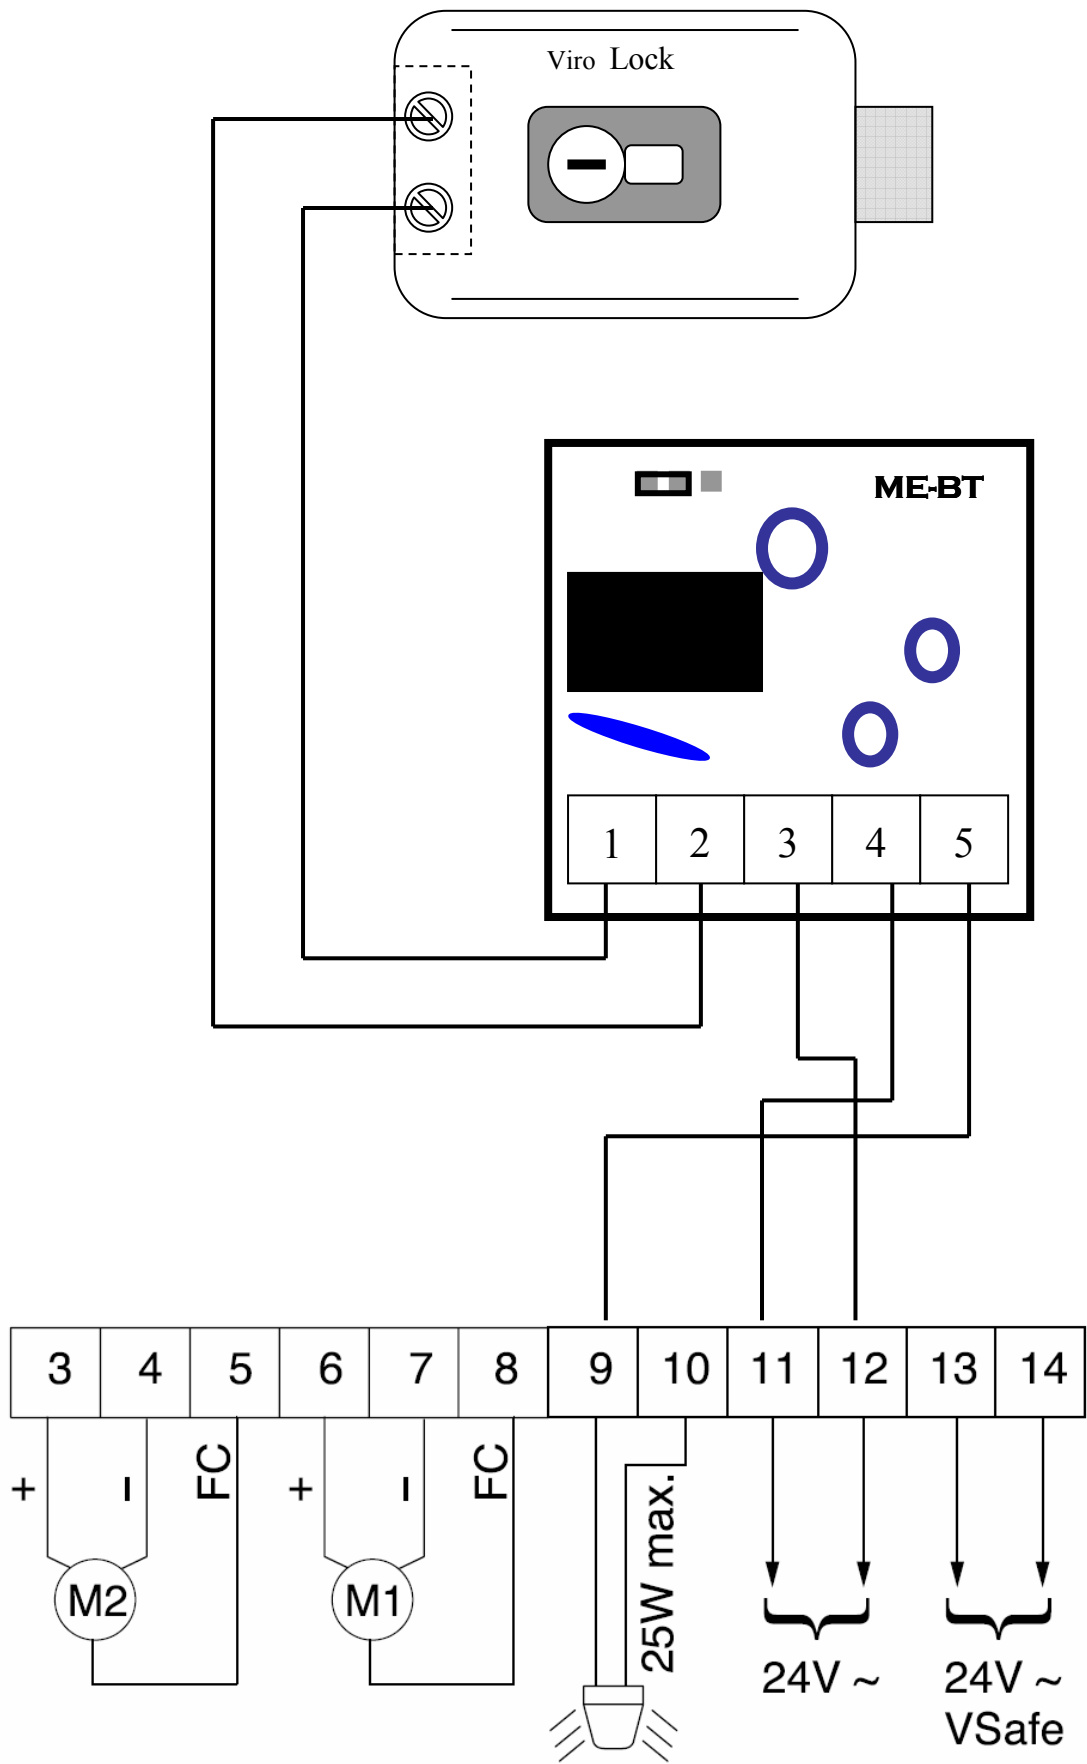 Viro Lock
ME-BT
1 2 3 4 5
3 4 5 6 7 8 9 10 11 12 13 14
+ – FC + – FC
25W max.
M2 M1
24V ~ 24V ~
VSafe